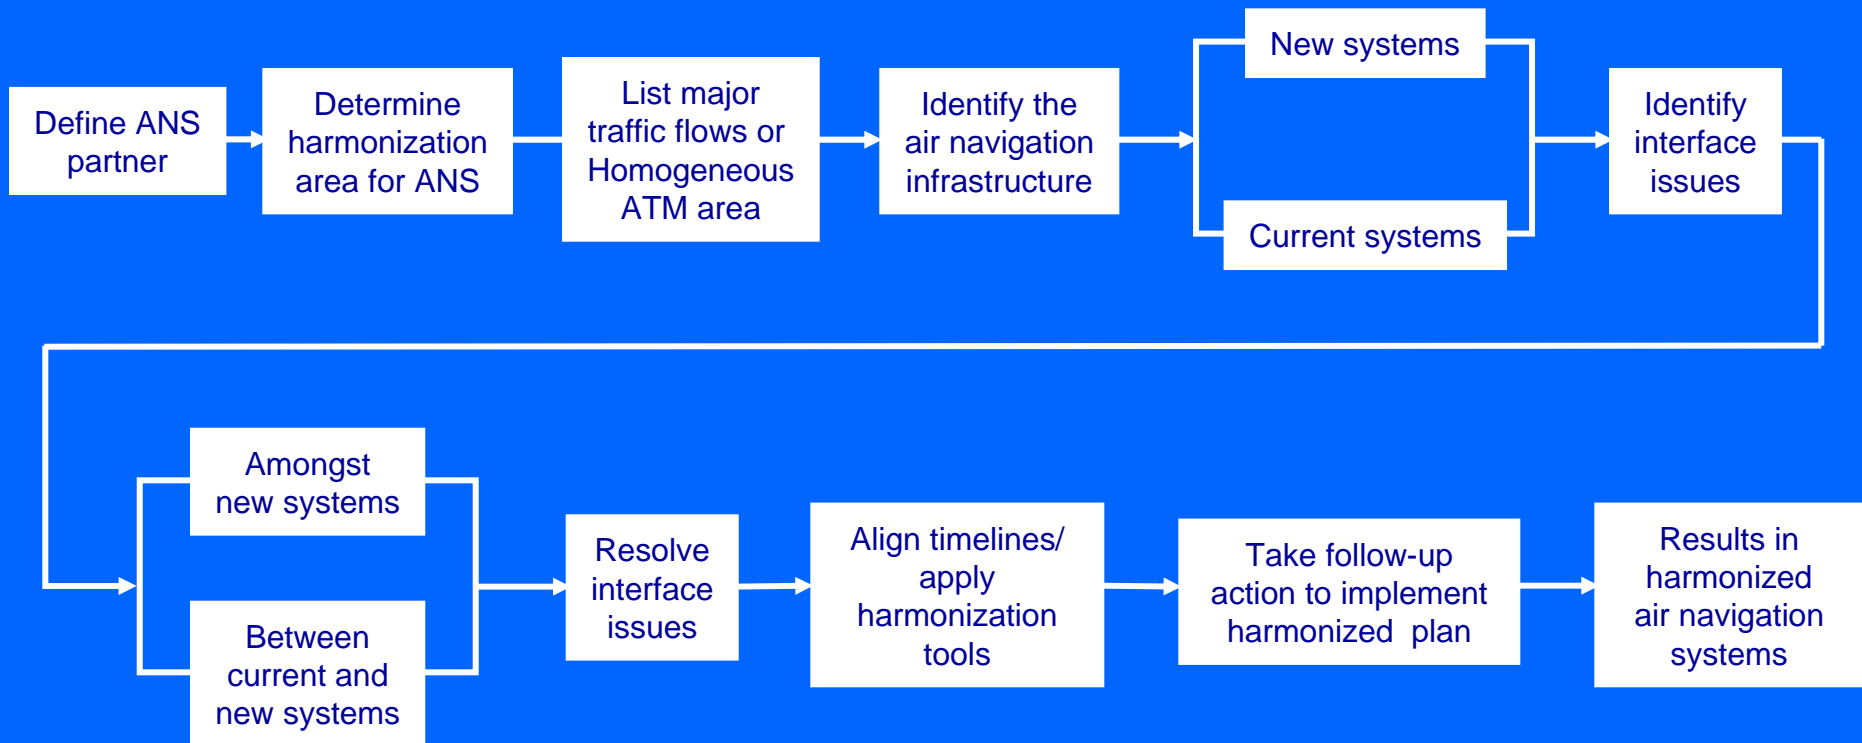 Define ANS
partner
Determine
harmonization
area for ANS
List major
traffic flows or
Homogeneous
ATM area
Identify the
air navigation
infrastructure
New systems
Current systems
Identify
interface
issues
Amongst
new systems
Between
current and
new systems
Resolve
interface
issues
Align timelines/
apply
harmonization
tools
Take follow-up
action to implement
harmonized plan
Results in
harmonized
air navigation
systems